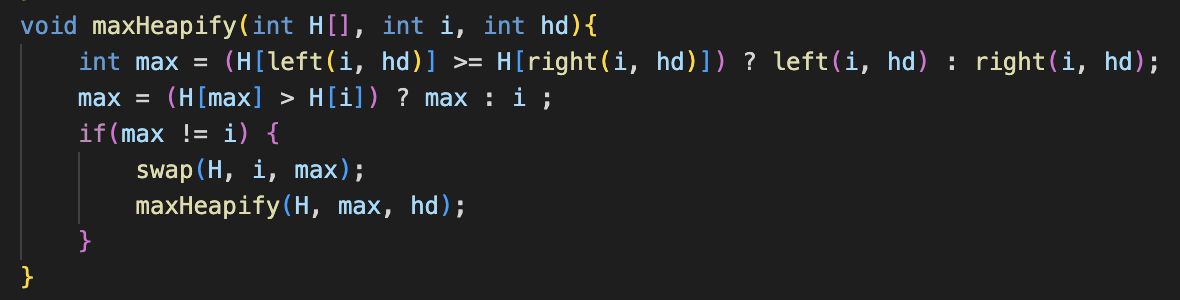 void maxHeapify(int H[], int i, int hd){
    int max = (H[left(i, hd)] >= H[right(i, hd)]) ? left(i, hd) : right(i, hd);
    max = (H[max] > H[i]) ? max : i ;
    if(max != i) {
        swap(H, i, max);
        maxHeapify(H, max, hd);
    }
}